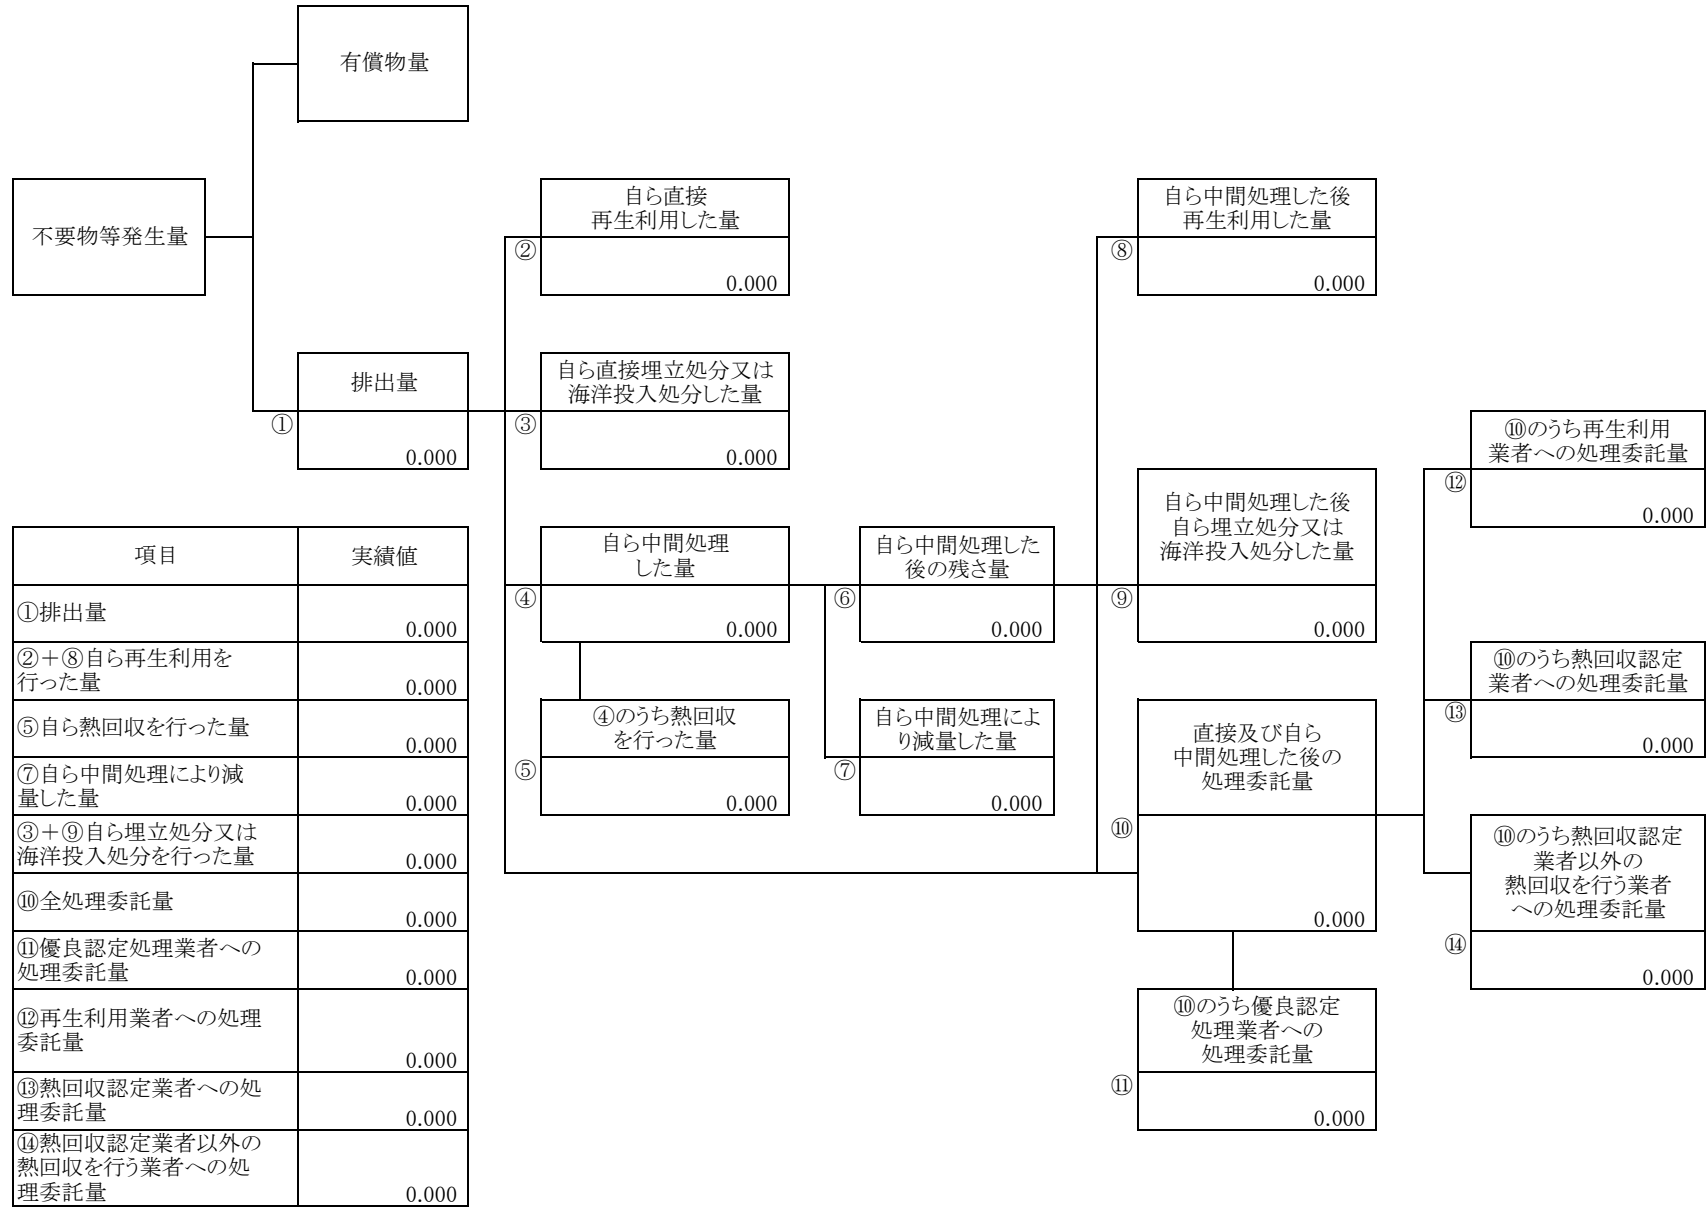 有償物量
不要物等発生量
自ら直接
再生利用した量
②
0.000
自ら中間処理した後
再生利用した量
⑧
0.000
排出量
①
0.000
自ら直接埋立処分又は
海洋投入処分した量
③
0.000
⑩のうち再生利用
業者への処理委託量
⑫
0.000
自ら中間処理した後
自ら埋立処分又は
海洋投入処分した量
⑨
0.000
自ら中間処理
した量
④
0.000
自ら中間処理した
後の残さ量
⑥
0.000
⑩のうち熱回収認定
業者への処理委託量
⑬
0.000
④のうち熱回収
を行った量
⑤
0.000
自ら中間処理によ
り減量した量
⑦
0.000
直接及び自ら
中間処理した後の
処理委託量
⑩
0.000
⑩のうち熱回収認定
業者以外の
熱回収を行う業者
への処理委託量
⑭
0.000
⑩のうち優良認定
処理業者への
処理委託量
⑪
0.000
項目 実績値
①排出量
0.000
②+⑧自ら再生利用を
行った量
0.000
⑤自ら熱回収を行った量
0.000
⑦自ら中間処理により減
量した量
0.000
③+⑨自ら埋立処分又は
海洋投入処分を行った量
0.000
⑩全処理委託量
0.000
⑪優良認定処理業者への
処理委託量
0.000
⑫再生利用業者への処理
委託量
0.000
⑬熱回収認定業者への処
理委託量
0.000
⑭熱回収認定業者以外の
熱回収を行う業者への処
理委託量
0.000